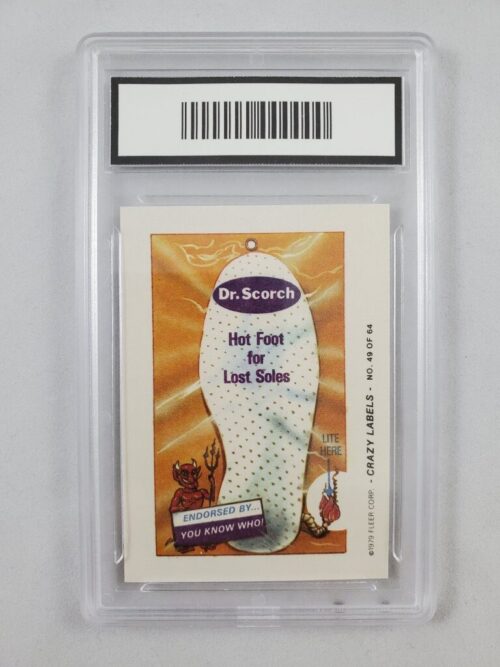 Dr. Scorch
Hot Foot
for
Lost Soles
LITE
HERE
ENDORSED BY...
YOU KNOW WHO!
©1979 FLEER CORP. - CRAZY LABELS - NO. 49 OF 64